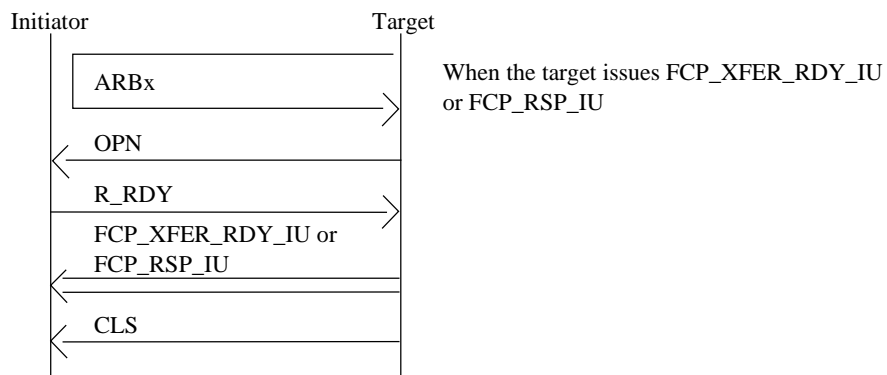 Initiator
Target
ARBx
When the target issues FCP_XFER_RDY_IU
or FCP_RSP_IU
OPN
R_RDY
FCP_XFER_RDY_IU or
FCP_RSP_IU
CLS